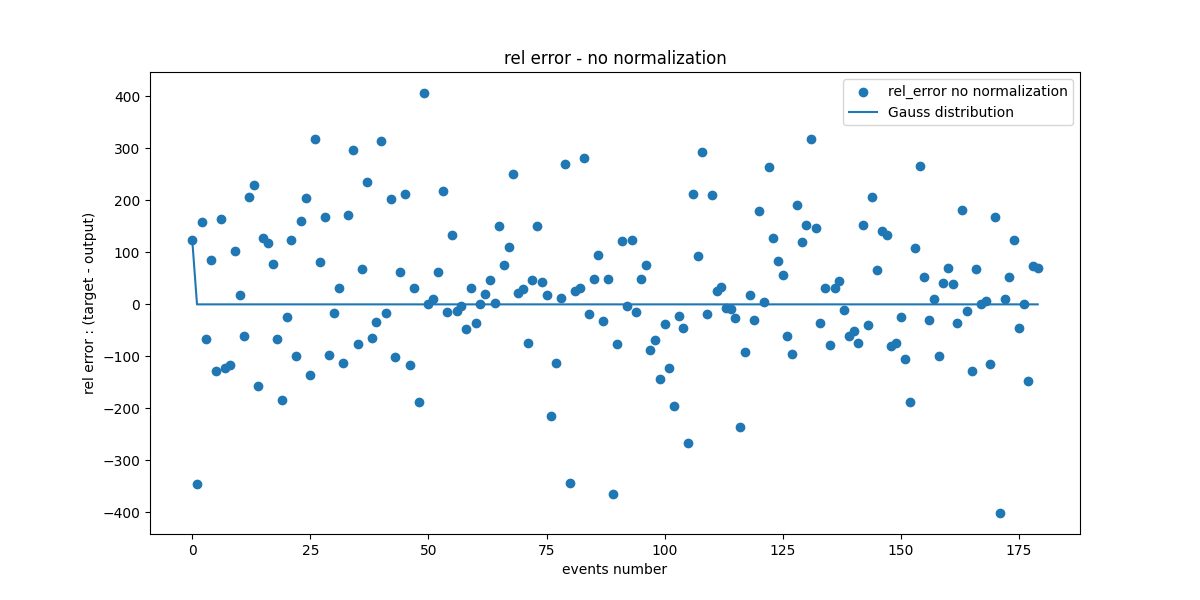 rel error - no normalization
rel_error no normalization
Gauss distribution
rel error : (target - output)
400
300
200
100
0
−100
−200
−300
−400
0 25 50 75 100 125 150 175
events number